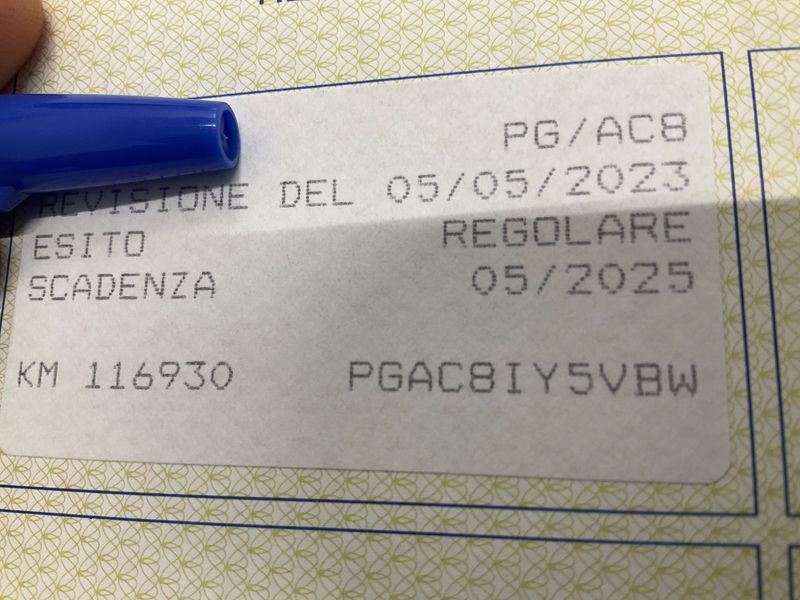 PG/AC8
REVISIONE DEL 05/05/2023
ESITO REGOLARE
SCADENZA 05/2025
KM 116930 PGAC8IY5VBW